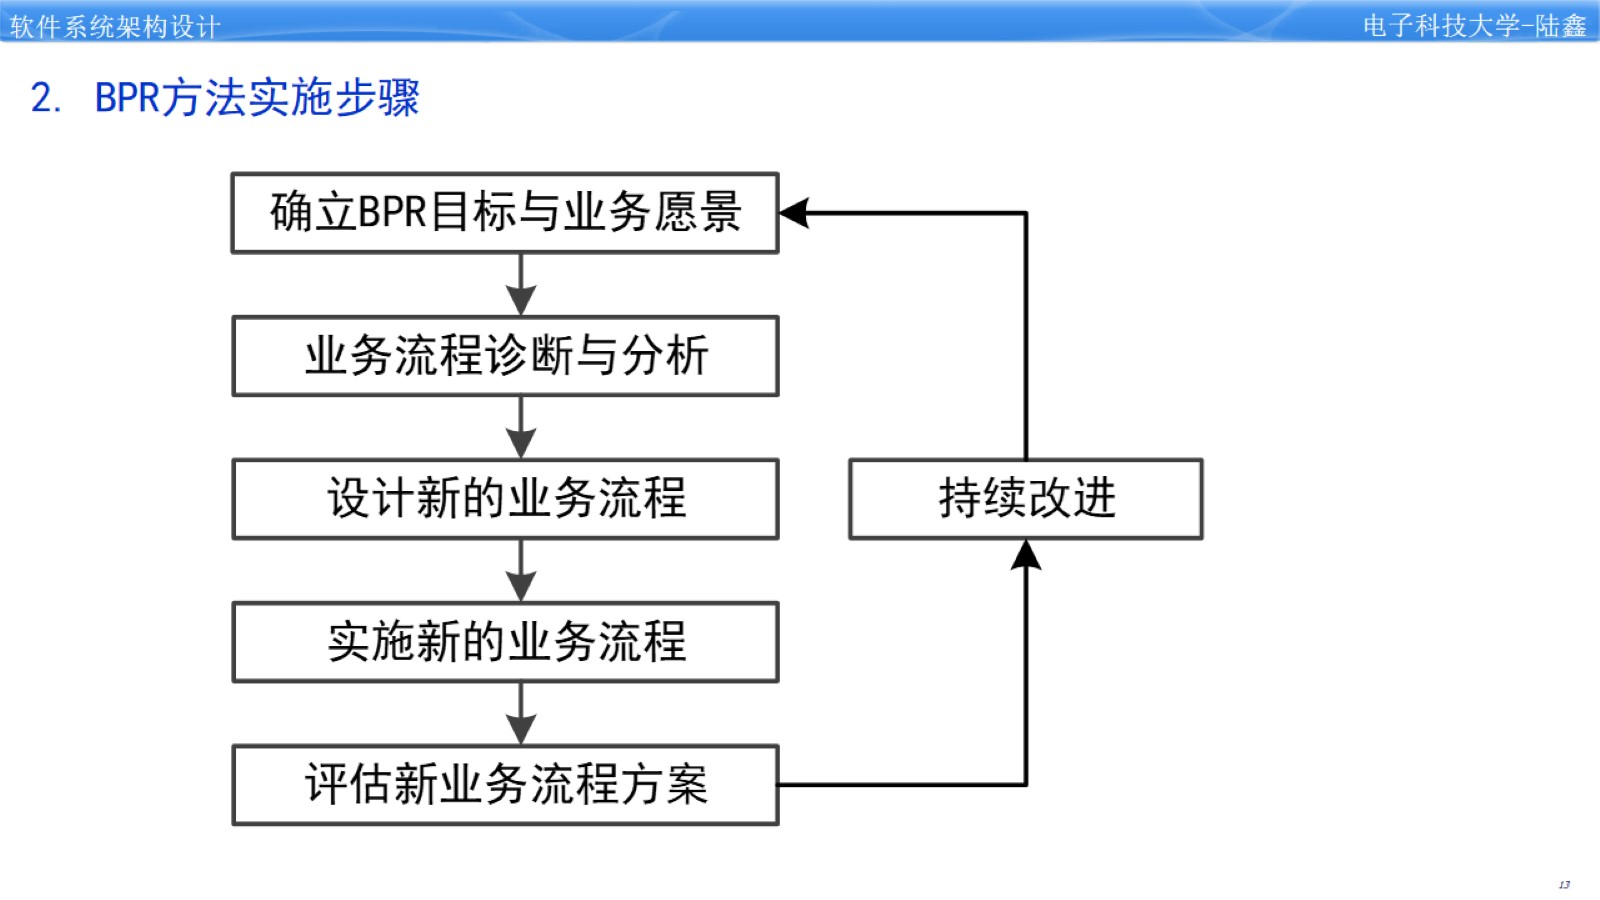 软件系统架构设计
电子科技大学-陆鑫
2. BPR方法实施步骤
确立BPR目标与业务愿景
业务流程诊断与分析
设计新的业务流程
持续改进
实施新的业务流程
评估新业务流程方案
13